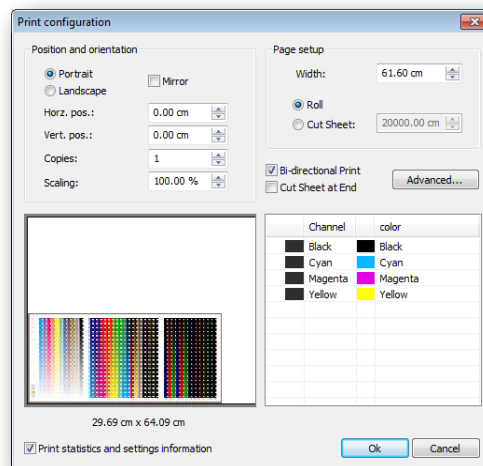 Print configuration
Position and orientation
Portrait
Landscape
Mirror
Horz. pos.: 0.00 cm
Vert. pos.: 0.00 cm
Copies: 1
Scaling: 100.00 %
Page setup
Width: 61.60 cm
Roll
Cut Sheet: 20000.00 cm
Bi-directional Print
Cut Sheet at End
Advanced...
Channel color
Black Black
Cyan Cyan
Magenta Magenta
Yellow Yellow
29.69 cm x 64.09 cm
Print statistics and settings information
Ok Cancel